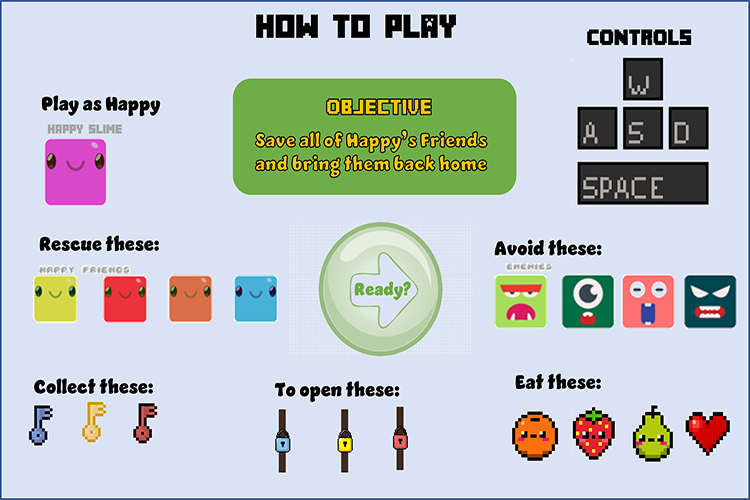 HOW TO PLAY
CONTROLS
W
A S D
SPACE
Play as Happy
HAPPY SLIME
OBJECTIVE
Save all of Happy's Friends
and bring them back home
Rescue these:
HAPPY FRIENDS
Ready?
Avoid these:
ENEMIES
Collect these:
To open these:
Eat these: